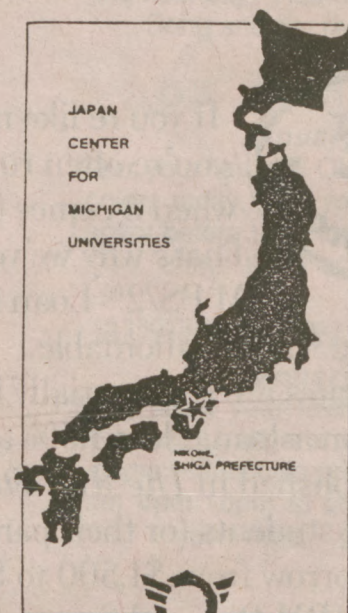 JAPAN
CENTER
FOR
MICHIGAN
UNIVERSITIES
HIKONE,
SHIGA PREFECTURE